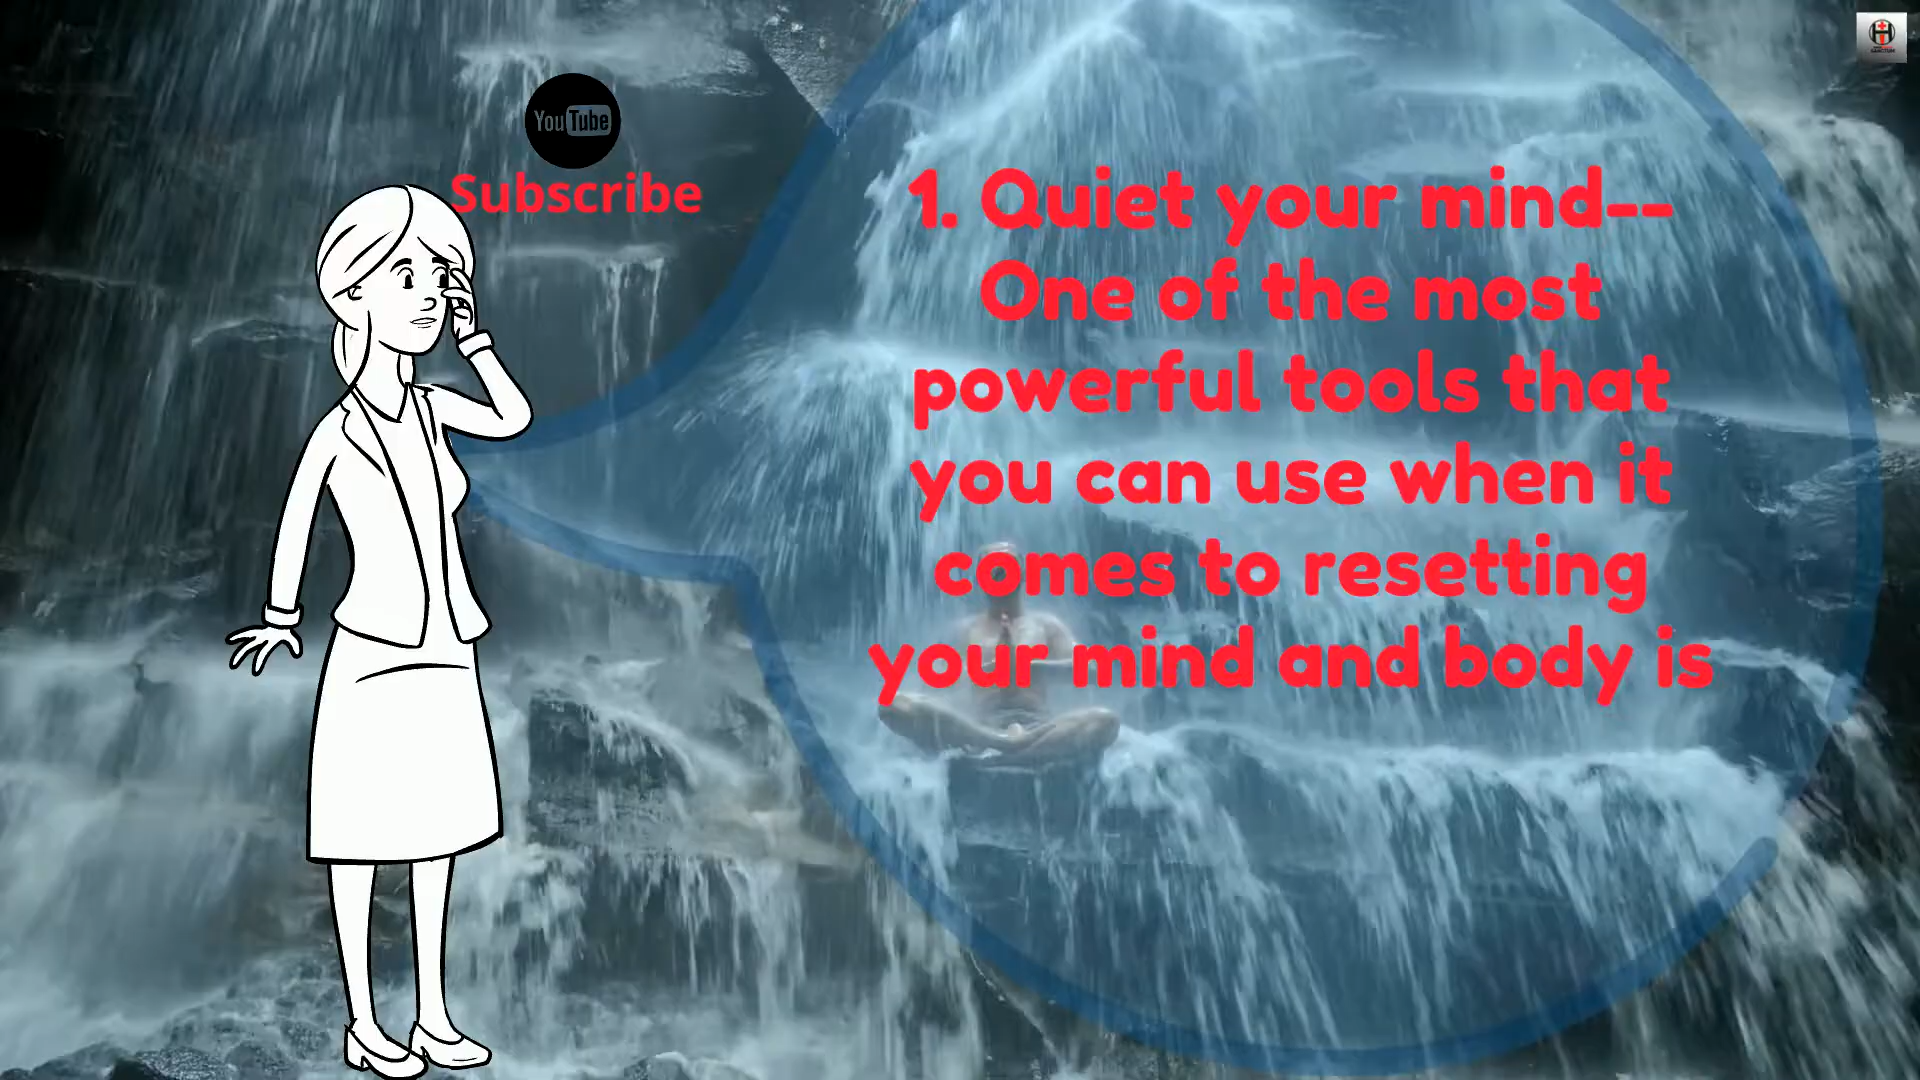 YouTube
Subscribe
1. Quiet your mind--
One of the most
powerful tools that
you can use when it
comes to resetting
your mind and body is